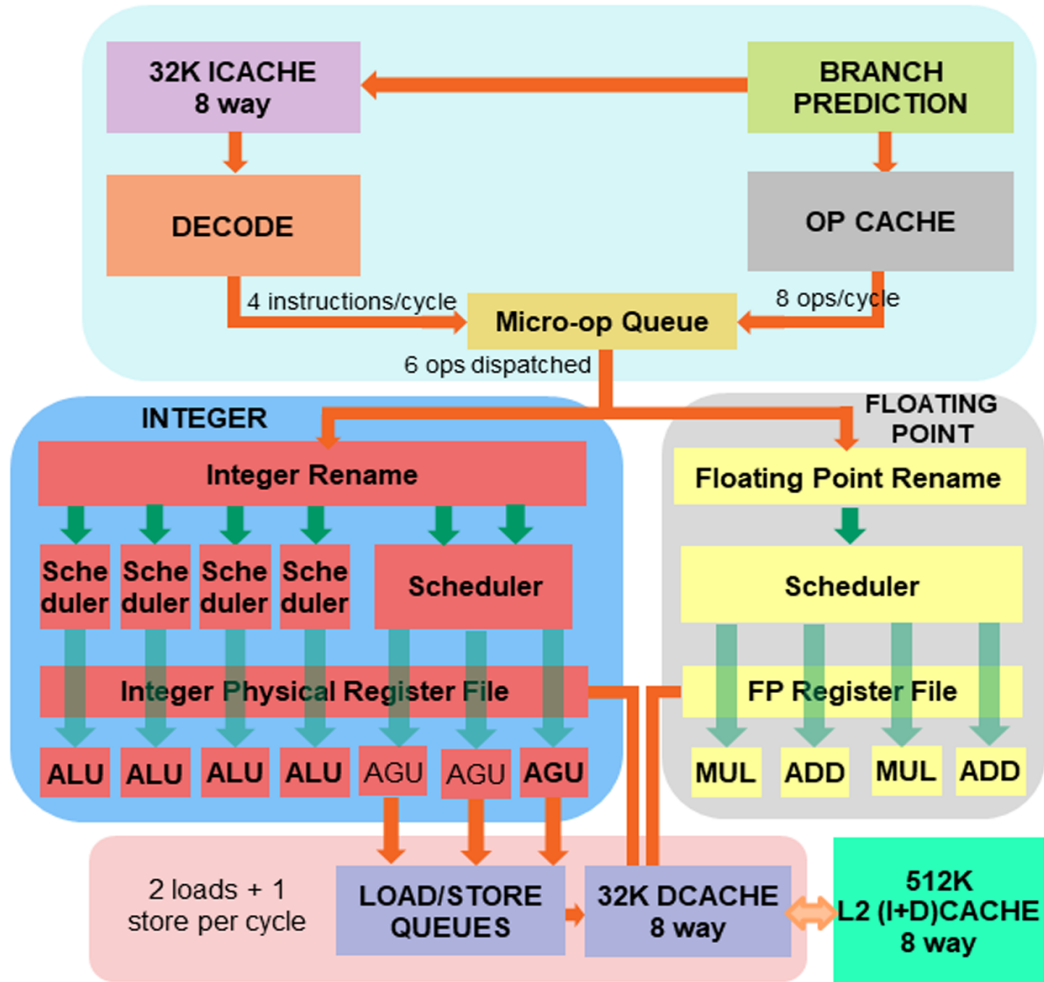 32K ICACHE
8 way
BRANCH
PREDICTION
DECODE
OP CACHE
4 instructions/cycle
8 ops/cycle
Micro-op Queue
6 ops dispatched
INTEGER
FLOATING
POINT
Integer Rename
Floating Point Rename
Sche
duler
Sche
duler
Sche
duler
Sche
duler
Scheduler
Scheduler
Integer Physical Register File
FP Register File
ALU
ALU
ALU
ALU
AGU
AGU
AGU
MUL
ADD
MUL
ADD
2 loads + 1
store per cycle
LOAD/STORE
QUEUES
32K DCACHE
8 way
512K
L2 (I+D)CACHE
8 way